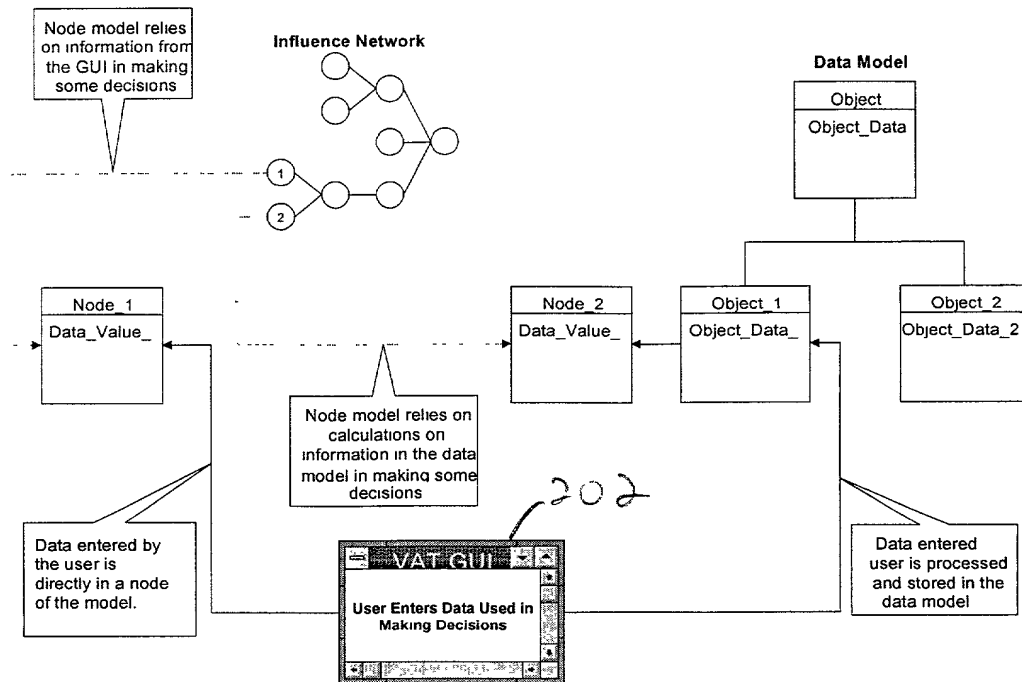 Node model relies
on information from
the GUI in making
some decisions
Influence Network
1
2
Data Model
Object
Object_Data
Node_1
Data_Value_
Node_2
Data_Value_
Object_1
Object_Data_
Object_2
Object_Data_2
Node model relies on
calculations on
information in the data
model in making some
decisions
202
Data entered by
the user is
directly in a node
of the model.
VAT GUI
User Enters Data Used in
Making Decisions
Data entered
user is processed
and stored in the
data model